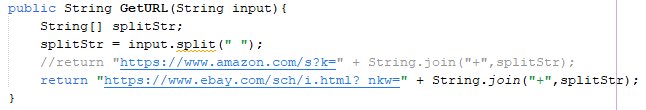 public String GetURL(String input){
String[] splitStr;
splitStr = input.split(" ");
//return "https://www.amazon.com/s?k=" + String.join("+",splitStr);
return "https://www.ebay.com/sch/i.html?_nkw=" + String.join("+",splitStr);
}